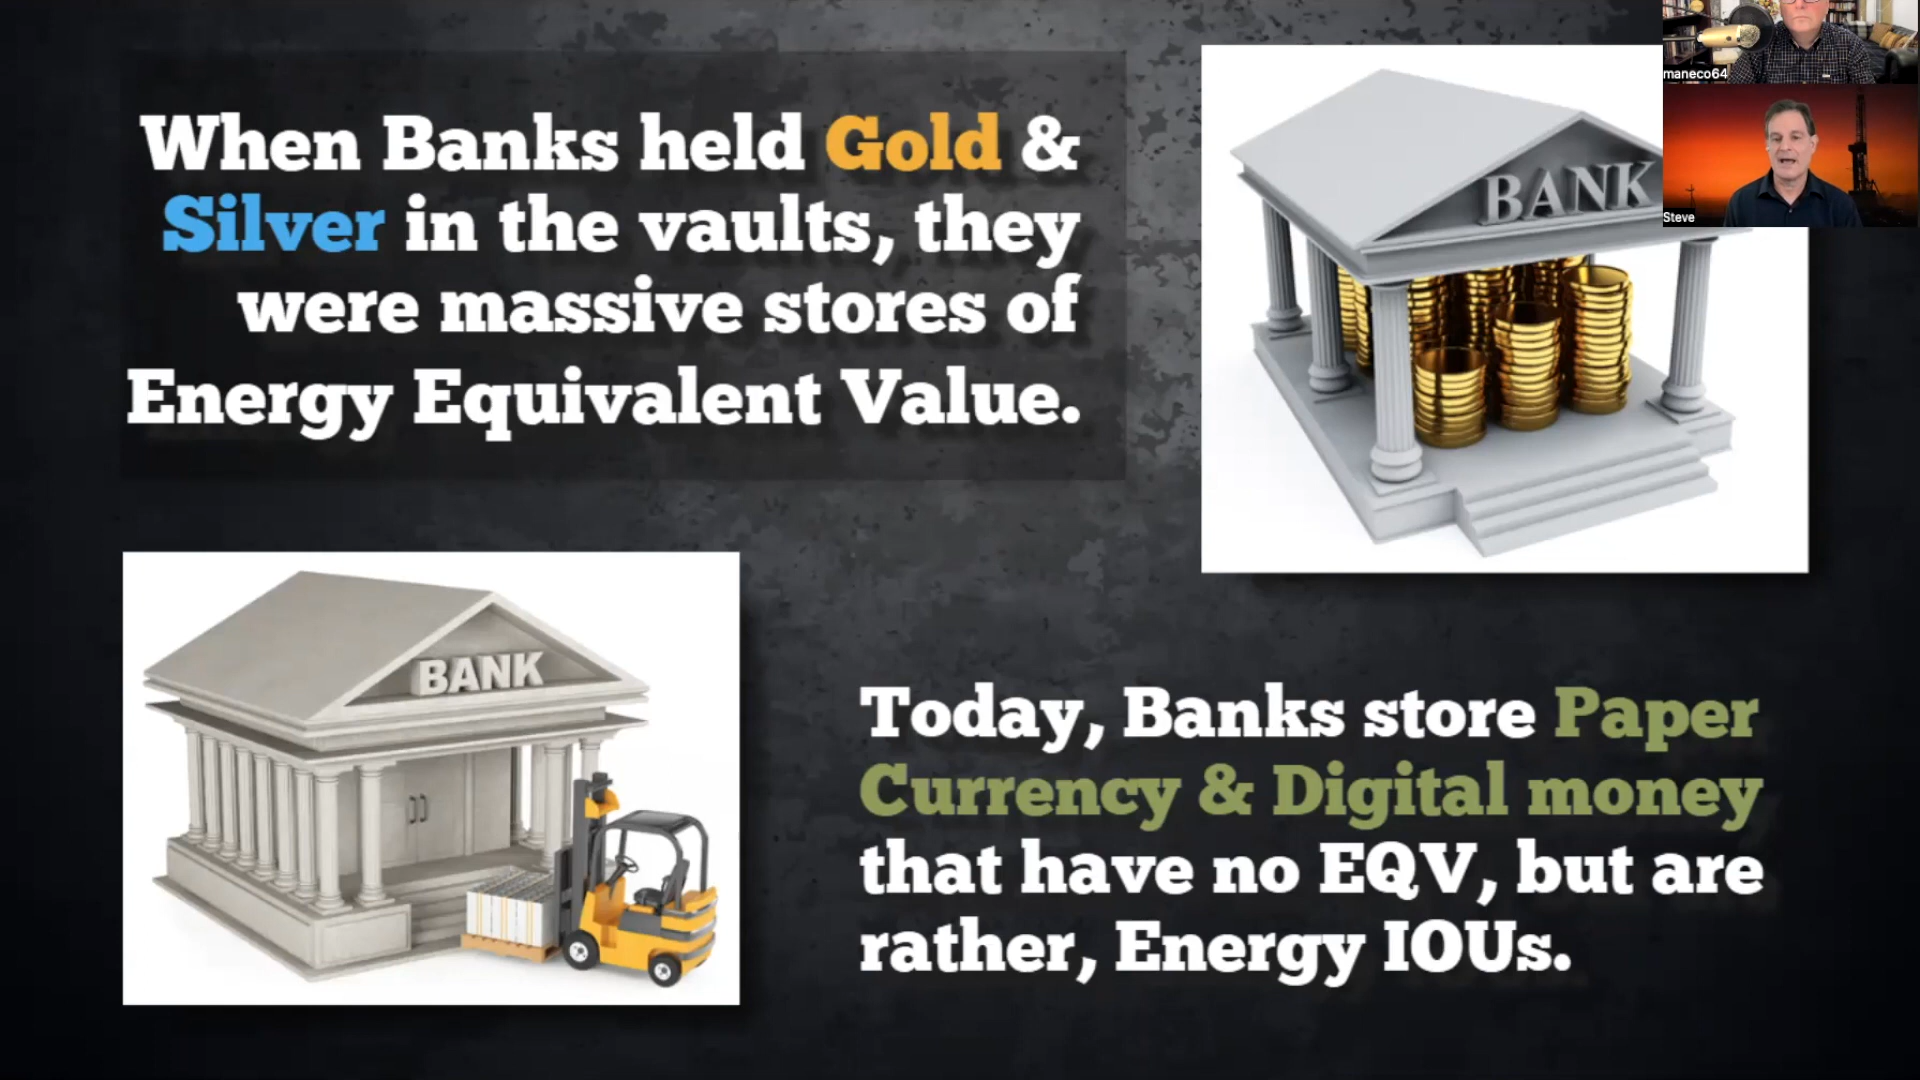 When Banks held Gold &
Silver in the vaults, they
were massive stores of
Energy Equivalent Value.
BANK
maneco64
Steve
BANK
Today, Banks store Paper
Currency & Digital money
that have no EQV, but are
rather, Energy IOUs.